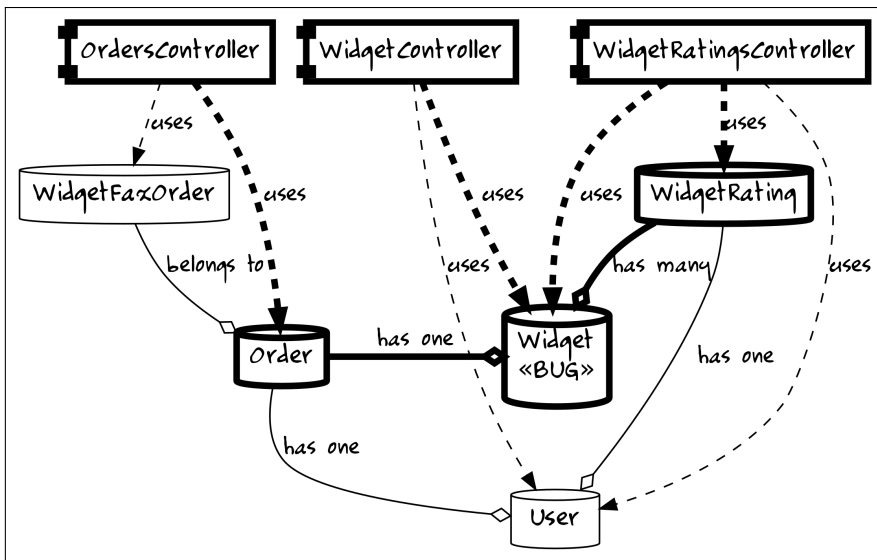 OrdersController
WidgetController
WidgetRatingsController
uses
uses
WidgetFaxOrder
WidgetRating
uses
uses
uses
belongs to
uses
has many
uses
Order
has one
Widget
«BUG»
has one
has one
User